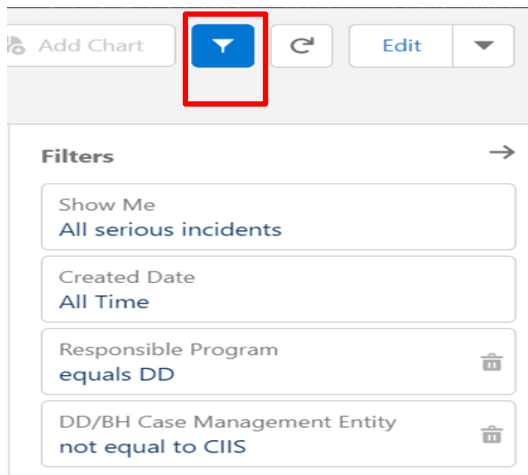 Add Chart
Edit
Filters
Show Me
All serious incidents
Created Date
All Time
Responsible Program
equals DD
DD/BH Case Management Entity
not equal to CIIS